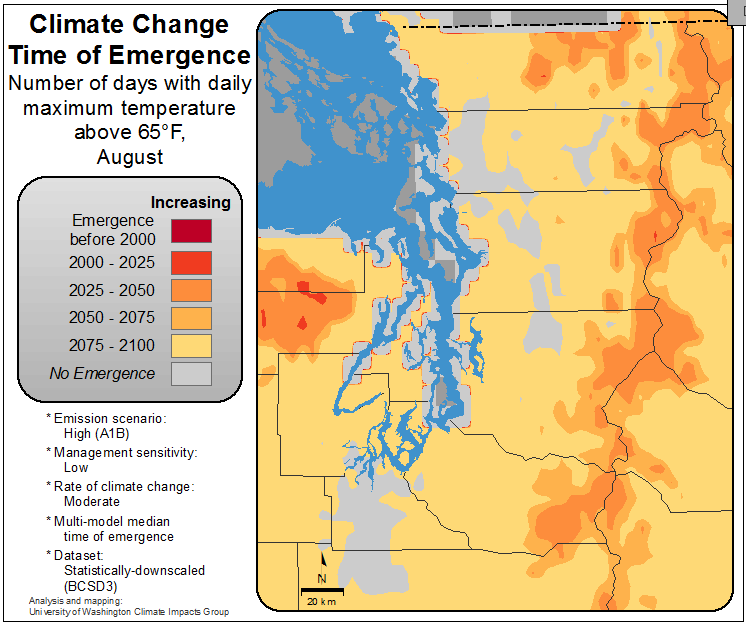 Climate Change
Time of Emergence
Number of days with daily
maximum temperature
above 65°F,
August
Increasing
Emergence
before 2000
2000 - 2025
2025 - 2050
2050 - 2075
2075 - 2100
No Emergence
* Emission scenario:
High (A1B)
* Management sensitivity:
Low
* Rate of climate change:
Moderate
* Multi-model median
time of emergence
* Dataset:
Statistically-downscaled
(BCSD3)
Analysis and mapping:
University of Washington Climate Impacts Group
N
20 km